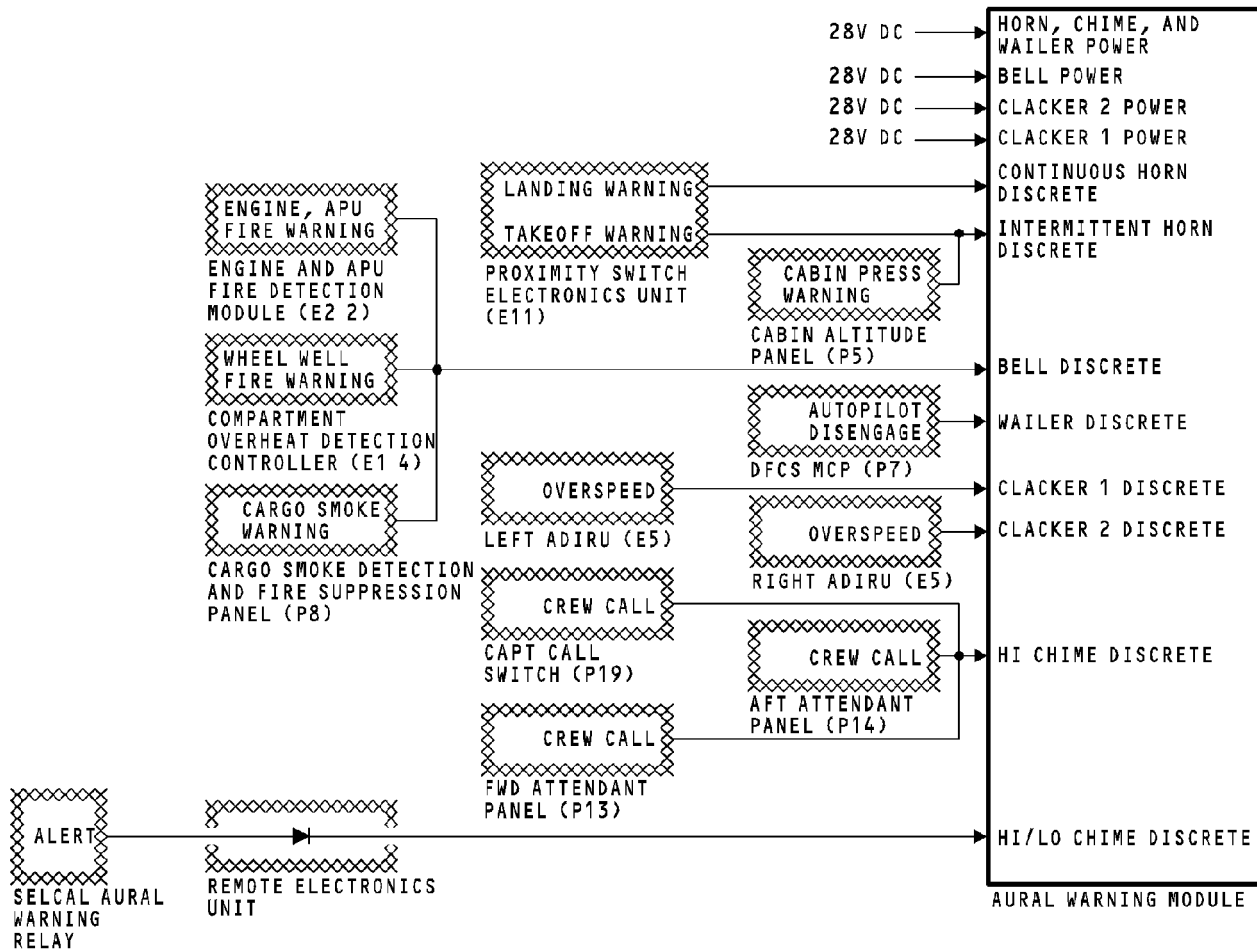 28V DC
HORN, CHIME, AND
WAILER POWER
28V DC
BELL POWER
28V DC
CLACKER 2 POWER
28V DC
CLACKER 1 POWER
CONTINUOUS HORN
DISCRETE
INTERMITTENT HORN
DISCRETE
BELL DISCRETE
WAILER DISCRETE
CLACKER 1 DISCRETE
CLACKER 2 DISCRETE
HI CHIME DISCRETE
HI/LO CHIME DISCRETE
AURAL WARNING MODULE
ENGINE, APU
FIRE WARNING
ENGINE AND APU
FIRE DETECTION
MODULE (E2 2)
WHEEL WELL
FIRE WARNING
COMPARTMENT
OVERHEAT DETECTION
CONTROLLER (E1 4)
CARGO SMOKE
WARNING
CARGO SMOKE DETECTION
AND FIRE SUPPRESSION
PANEL (P8)
LANDING WARNING
TAKEOFF WARNING
PROXIMITY SWITCH
ELECTRONICS UNIT
(E11)
CABIN PRESS
WARNING
CABIN ALTITUDE
PANEL (P5)
AUTOPILOT
DISENGAGE
DFCS MCP (P7)
OVERSPEED
LEFT ADIRU (E5)
OVERSPEED
RIGHT ADIRU (E5)
CREW CALL
CAPT CALL
SWITCH (P19)
CREW CALL
AFT ATTENDANT
PANEL (P14)
CREW CALL
FWD ATTENDANT
PANEL (P13)
ALERT
SELCAL AURAL
WARNING
RELAY
REMOTE ELECTRONICS
UNIT